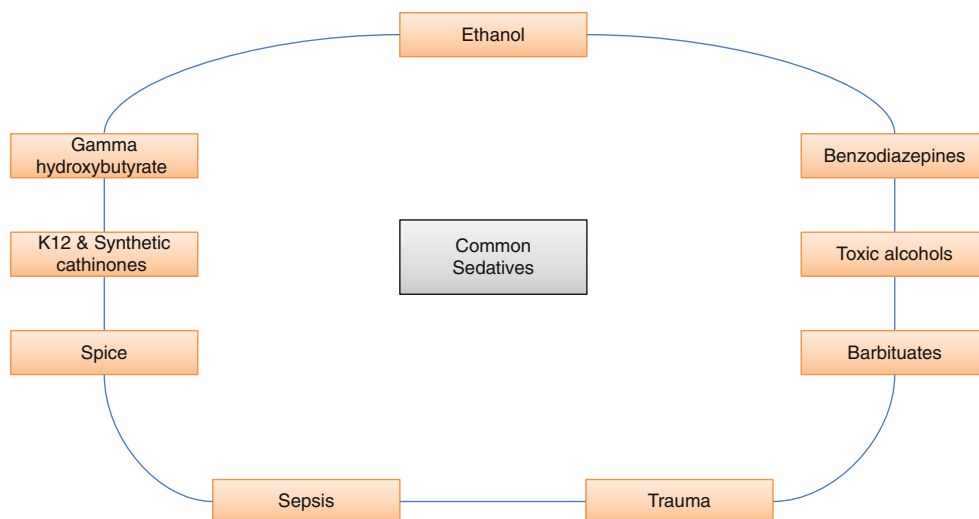 Ethanol
Gamma
hydroxybutyrate
Benzodiazepines
K12 & Synthetic
cathinones
Common
Sedatives
Toxic alcohols
Spice
Barbituates
Sepsis
Trauma